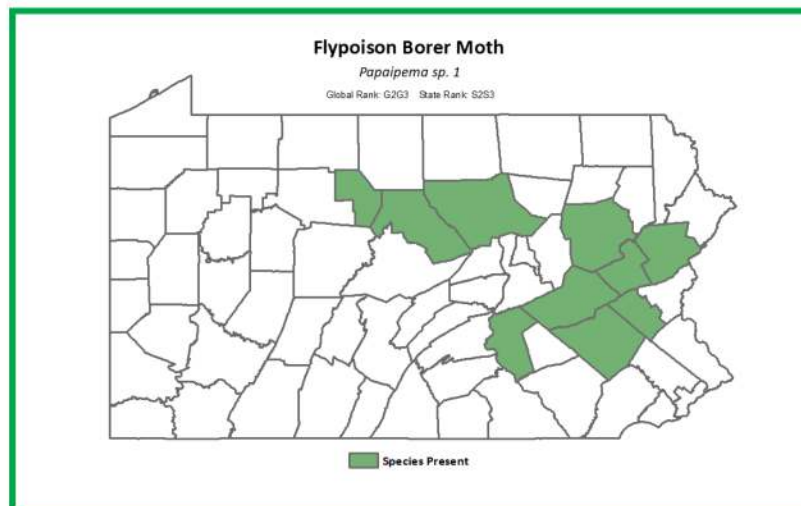 Flypoison Borer Moth
Papaipema sp. 1
Global Rank: G2G3 State Rank: S2S3
Species Present